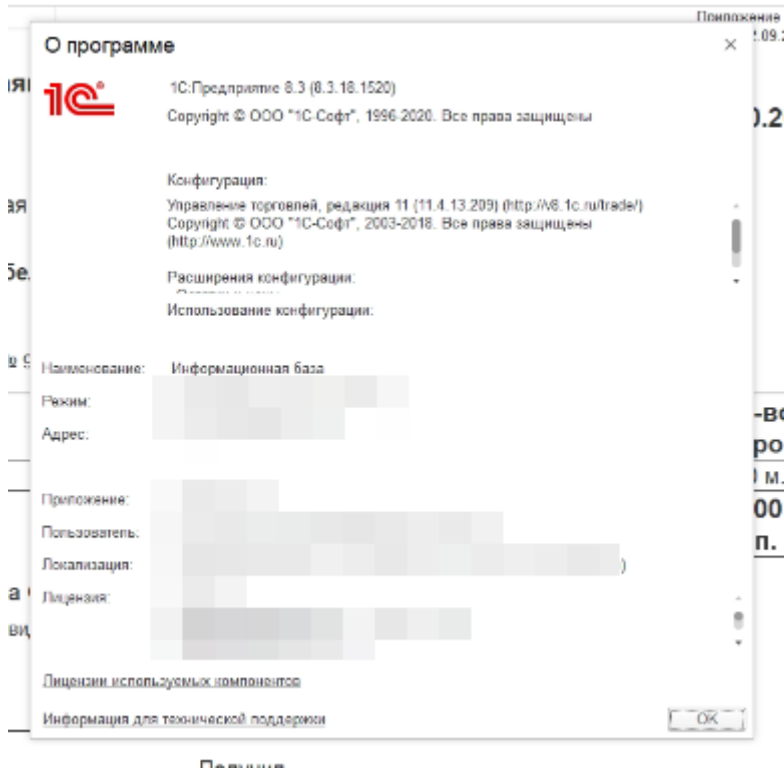 Приложение
О программе
1С:Предприятие 8.3 (8.3.18.1520)
Copyright © ООО "1С-Софт", 1996-2020. Все права защищены
Конфигурация:
Управление торговлей, редакция 11 (11.4.13.209) (http://v8.1c.ru/trade/)
Copyright © ООО "1С-Софт", 2003-2018. Все права защищены
(http://www.1c.ru)
Расширения конфигурации:
Использование конфигурации:
Наименование: Информационная база
Режим:
Адрес:
Приложение:
Пользователь:
Локализация:
Лицензия:
Лицензии используемых компонентов
Информация для технической поддержки
OK